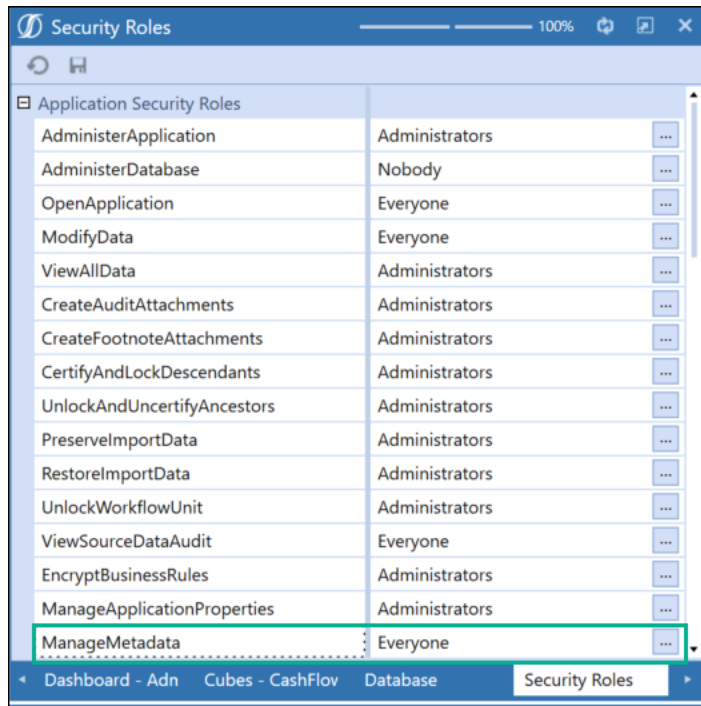 Security Roles 100%
Application Security Roles
AdministerApplication Administrators ...
AdministerDatabase Nobody ...
OpenApplication Everyone ...
ModifyData Everyone ...
ViewAllData Administrators ...
CreateAuditAttachments Administrators ...
CreateFootnoteAttachments Administrators ...
CertifyAndLockDescendants Administrators ...
UnlockAndUncertifyAncestors Administrators ...
PreserveImportData Administrators ...
RestoreImportData Administrators ...
UnlockWorkflowUnit Administrators ...
ViewSourceDataAudit Everyone ...
EncryptBusinessRules Administrators ...
ManageApplicationProperties Administrators ...
ManageMetadata Everyone ...
Dashboard - Adn Cubes - CashFlov Database Security Roles